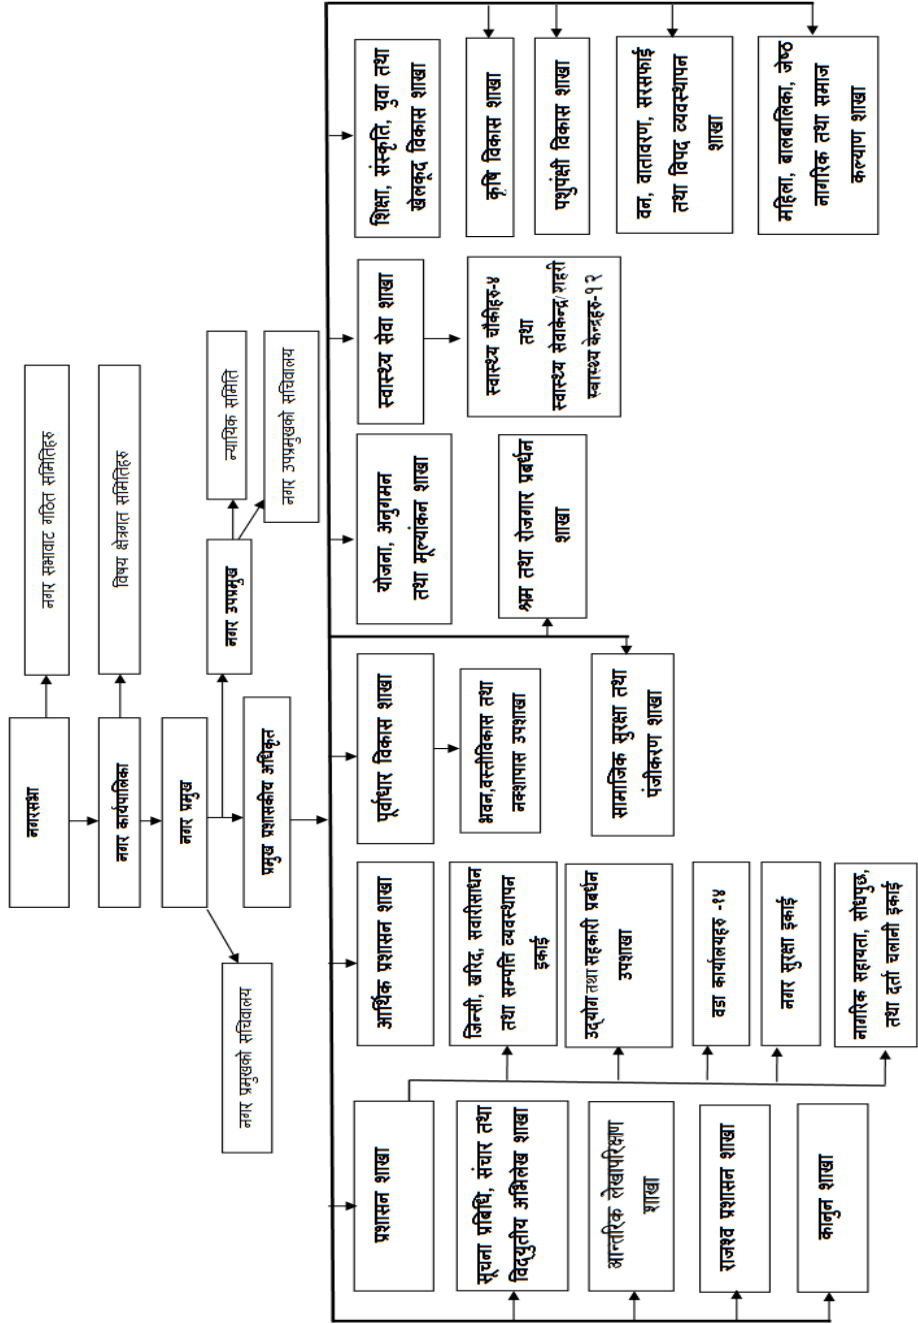 नगरसभा
नगर सभावाट गठित समितिहरु
नगर कार्यपालिका
विषय क्षेत्रगत समितिहरु
नगर प्रमुख
नगर प्रमुखको सचिवालय
नगर उपप्रमुख
न्यायिक समिति
नगर उपप्रमुखको सचिवालय
प्रमुख प्रशासकीय अधिकृत
प्रशासन शाखा
आर्थिक प्रशासन शाखा
पूर्वाधार विकास शाखा
योजना, अनुगमन
तथा मूल्यांकन शाखा
स्वास्थ्य सेवा शाखा
शिक्षा, संस्कृति, युवा तथा
खेलकूद विकास शाखा
सूचना प्रबिधि, संचार तथा
विद्युतीय अभिलेख शाखा
जिन्सी, खरिद, सवारीसाधन
तथा सम्पत्ति व्यवस्थापन
इकाई
भवन,वस्तीविकास तथा
नक्शापास उपशाखा
श्रम तथा रोजगार प्रबर्धन
शाखा
स्वास्थ्य चौकीहरु-४
तथा
स्वास्थ्य सेवाकेन्द्र/शहरी
स्वास्थ्य केन्द्रहरु-१२
कृषि विकास शाखा
पशुपंक्षी विकास शाखा
आन्तरिक लेखापरिक्षण
शाखा
उद्योग तथा सहकारी प्रबर्धन
उपशाखा
सामाजिक सुरक्षा तथा
पंजीकरण शाखा
वन, वातावरण, सरसफाई
तथा विपद व्यवस्थापन
शाखा
राजश्व प्रशासन शाखा
वडा कार्यालयहरु -१४
नगर सुरक्षा इकाई
महिला, बालबालिका, जेष्ठ
नागरिक तथा समाज
कल्याण शाखा
कानुन शाखा
नागरिक सहायता, सोधपुछ,
तथा दर्ता चलानी इकाई